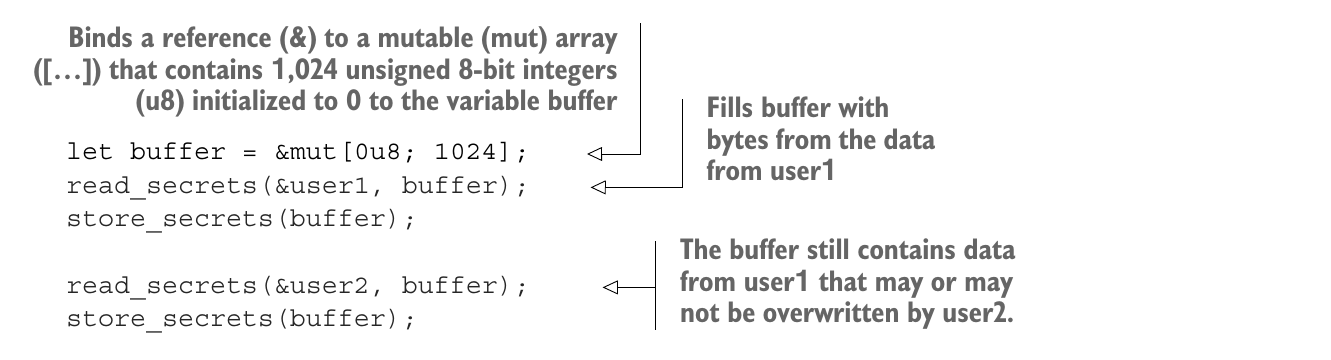 Binds a reference (&) to a mutable (mut) array
([…]) that contains 1,024 unsigned 8-bit integers
(u8) initialized to 0 to the variable buffer
Fills buffer with
bytes from the data
from user1
let buffer = &mut[0u8; 1024];
read_secrets(&user1, buffer);
store_secrets(buffer);
The buffer still contains data
from user1 that may or may
not be overwritten by user2.
read_secrets(&user2, buffer);
store_secrets(buffer);